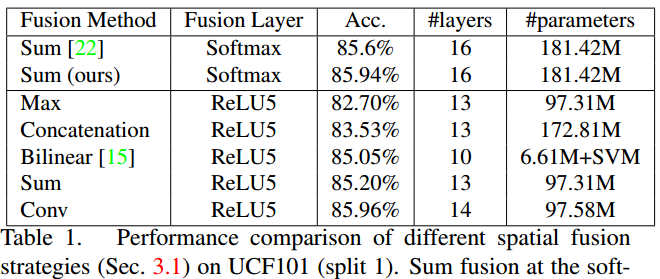 Fusion Method Fusion Layer Acc. #layers #parameters
Sum [22] Softmax 85.6% 16 181.42M
Sum (ours) Softmax 85.94% 16 181.42M
Max ReLU5 82.70% 13 97.31M
Concatenation ReLU5 83.53% 13 172.81M
Bilinear [15] ReLU5 85.05% 10 6.61M+SVM
Sum ReLU5 85.20% 13 97.31M
Conv ReLU5 85.96% 14 97.58M
Table 1. Performance comparison of different spatial fusion
strategies (Sec. 3.1) on UCF101 (split 1). Sum fusion at the soft-